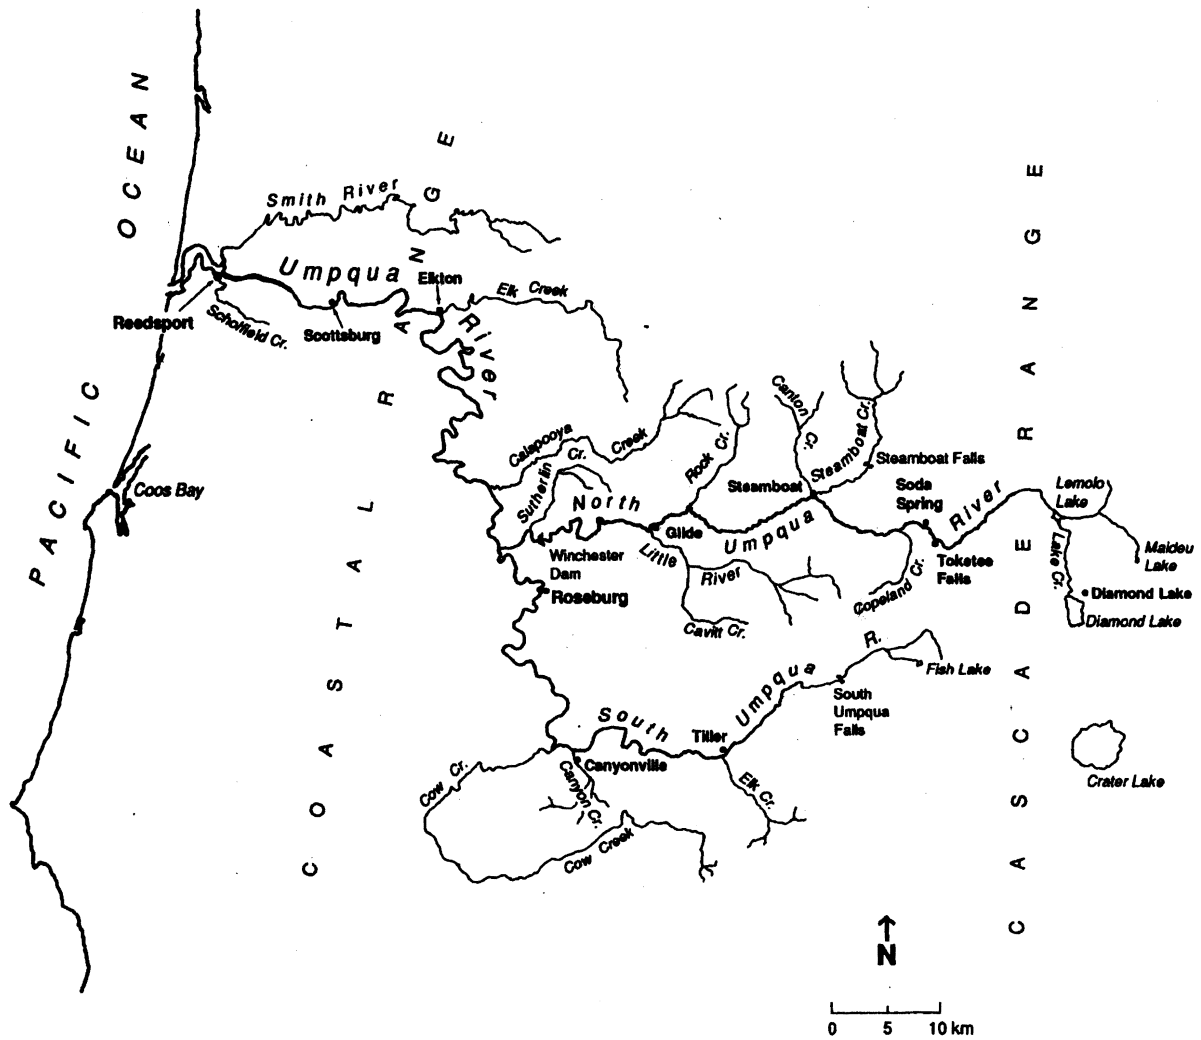 PACIFIC OCEAN
COASTAL RANGE
CASCADE RANGE
Smith River
Umpqua River
Elkton
Elk Creek
Reedsport
Schoffield Cr.
Scottsburg
Coos Bay
Calapooya Creek
Sutherlin Cr.
Rock Cr.
Canton Cr.
Steamboat Cr.
Steamboat Falls
Steamboat
Soda
Spring
North Umpqua River
Lemolo
Lake
Glide
Winchester
Dam
Little River
Toketee
Falls
Lake Cr.
Maideu
Lake
Copeland Cr.
Diamond Lake
Diamond Lake
Roseburg
Cavitt Cr.
South Umpqua R.
Fish Lake
South
Umpqua
Falls
Tiller
Canyonville
Crater Lake
Cow Cr.
Canyon Cr.
Elk Cr.
Cow Creek
N
0 5 10 km